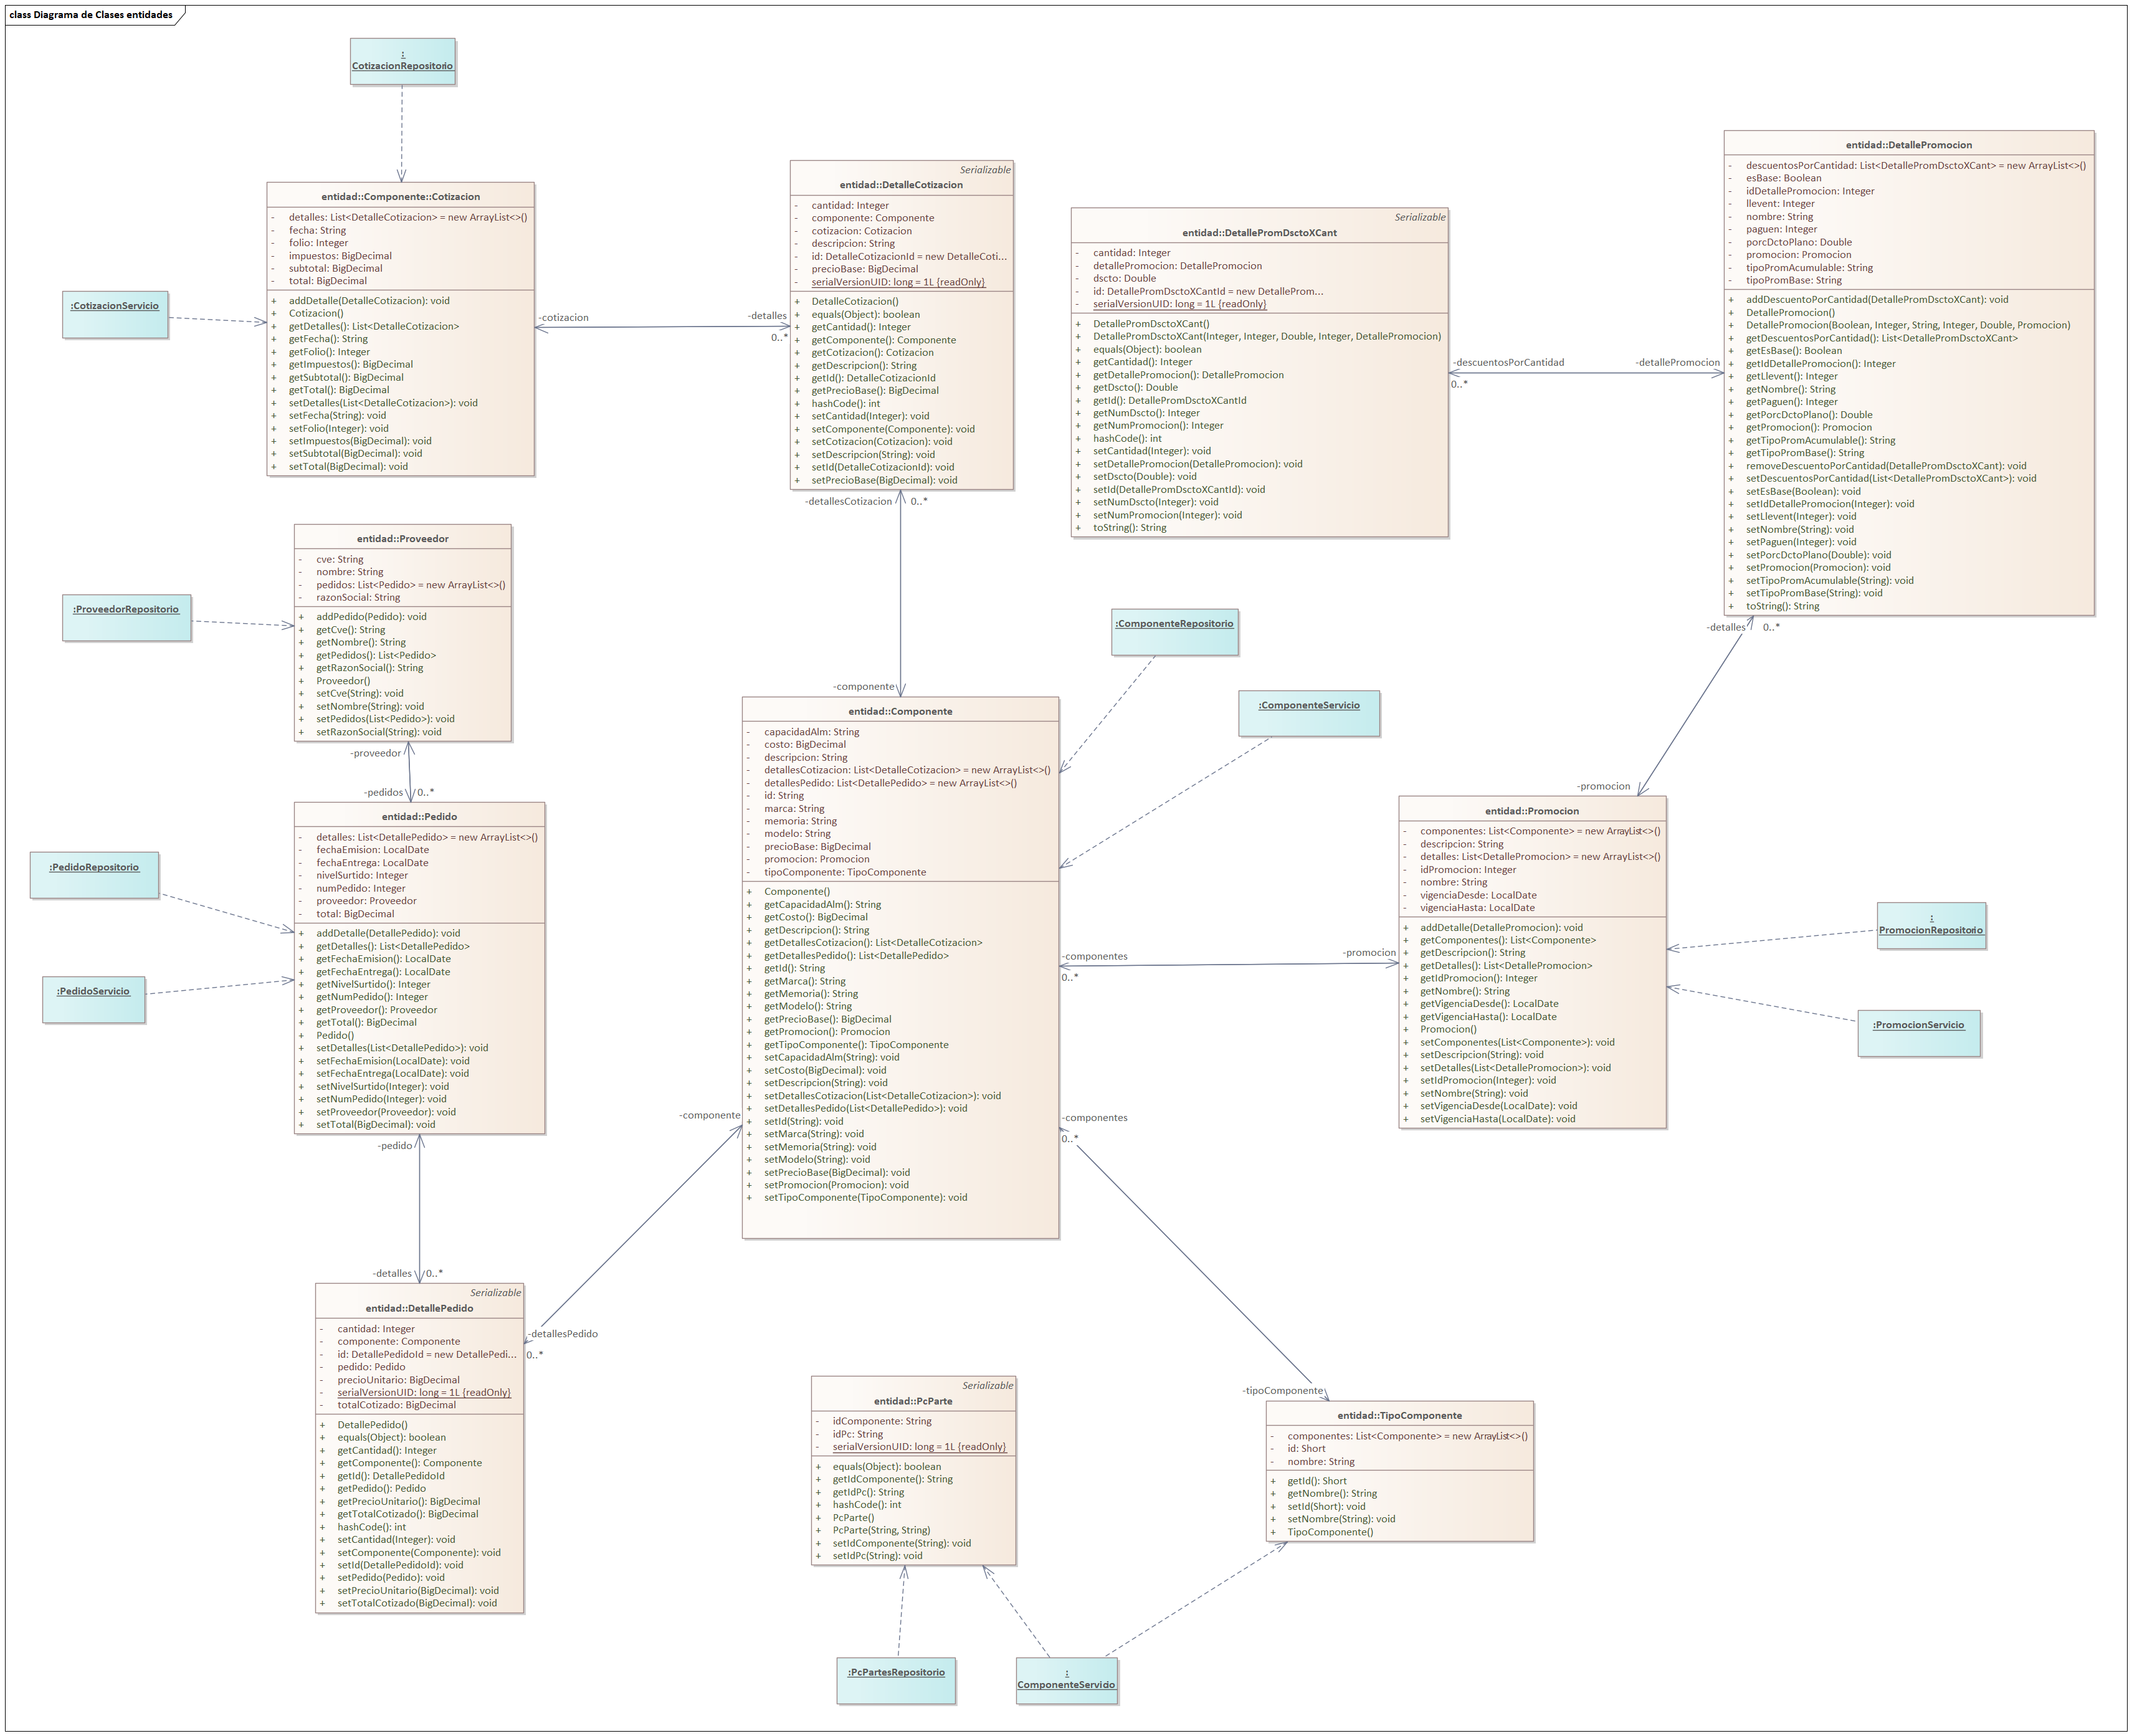 class Diagrama de Clases entidades
:
CotizacionRepositorio
entidad::Componente::Cotizacion
- detalles: List<DetalleCotizacion> = new ArrayList<>()
- fecha: String
- folio: Integer
- impuestos: BigDecimal
- subtotal: BigDecimal
- total: BigDecimal
+ addDetalle(DetalleCotizacion): void
+ Cotizacion()
+ getDetalles(): List<DetalleCotizacion>
+ getFecha(): String
+ getFolio(): Integer
+ getImpuestos(): BigDecimal
+ getSubtotal(): BigDecimal
+ getTotal(): BigDecimal
+ setDetalles(List<DetalleCotizacion>): void
+ setFecha(String): void
+ setFolio(Integer): void
+ setImpuestos(BigDecimal): void
+ setSubtotal(BigDecimal): void
+ setTotal(BigDecimal): void
:CotizacionServicio
-cotizacion
-detalles
0..*
Serializable
entidad::DetalleCotizacion
- cantidad: Integer
- componente: Componente
- cotizacion: Cotizacion
- descripcion: String
- id: DetalleCotizacionId = new DetalleCoti...
- precioBase: BigDecimal
- serialVersionUID: long = 1L {readOnly}
+ DetalleCotizacion()
+ equals(Object): boolean
+ getCantidad(): Integer
+ getComponente(): Componente
+ getCotizacion(): Cotizacion
+ getDescripcion(): String
+ getId(): DetalleCotizacionId
+ getPrecioBase(): BigDecimal
+ hashCode(): int
+ setCantidad(Integer): void
+ setComponente(Componente): void
+ setCotizacion(Cotizacion): void
+ setDescripcion(String): void
+ setId(DetalleCotizacionId): void
+ setPrecioBase(BigDecimal): void
-detallesCotizacion
0..*
-componente
Serializable
entidad::DetallePromDsctoXCant
- cantidad: Integer
- detallePromocion: DetallePromocion
- dscto: Double
- id: DetallePromDsctoXCantId = new DetalleProm...
- serialVersionUID: long = 1L {readOnly}
+ DetallePromDsctoXCant()
+ DetallePromDsctoXCant(Integer, Integer, Double, Integer, DetallePromocion)
+ equals(Object): boolean
+ getCantidad(): Integer
+ getDetallePromocion(): DetallePromocion
+ getDscto(): Double
+ getId(): DetallePromDsctoXCantId
+ getNumDscto(): Integer
+ getNumPromocion(): Integer
+ hashCode(): int
+ setCantidad(Integer): void
+ setDetallePromocion(DetallePromocion): void
+ setDscto(Double): void
+ setId(DetallePromDsctoXCantId): void
+ setNumDscto(Integer): void
+ setNumPromocion(Integer): void
+ toString(): String
-descuentosPorCantidad
0..*
-detallePromocion
entidad::DetallePromocion
- descuentosPorCantidad: List<DetallePromDsctoXCant> = new ArrayList<>()
- esBase: Boolean
- idDetallePromocion: Integer
- llevent: Integer
- nombre: String
- paguen: Integer
- porcDctoPlano: Double
- promocion: Promocion
- tipoPromAcumulable: String
- tipoPromBase: String
+ addDescuentoPorCantidad(DetallePromDsctoXCant): void
+ DetallePromocion()
+ DetallePromocion(Boolean, Integer, String, Integer, Double, Promocion)
+ getDescuentosPorCantidad(): List<DetallePromDsctoXCant>
+ getEsBase(): Boolean
+ getIdDetallePromocion(): Integer
+ getLlevent(): Integer
+ getNombre(): String
+ getPaguen(): Integer
+ getPorcDctoPlano(): Double
+ getPromocion(): Promocion
+ getTipoPromAcumulable(): String
+ getTipoPromBase(): String
+ removeDescuentoPorCantidad(DetallePromDsctoXCant): void
+ setDescuentosPorCantidad(List<DetallePromDsctoXCant>): void
+ setEsBase(Boolean): void
+ setIdDetallePromocion(Integer): void
+ setLlevent(Integer): void
+ setNombre(String): void
+ setPaguen(Integer): void
+ setPorcDctoPlano(Double): void
+ setPromocion(Promocion): void
+ setTipoPromAcumulable(String): void
+ setTipoPromBase(String): void
+ toString(): String
-detalles
0..*
-promocion
entidad::Proveedor
- cve: String
- nombre: String
- pedidos: List<Pedido> = new ArrayList<>()
- razonSocial: String
+ addPedido(Pedido): void
+ getCve(): String
+ getNombre(): String
+ getPedidos(): List<Pedido>
+ getRazonSocial(): String
+ Proveedor()
+ setCve(String): void
+ setNombre(String): void
+ setPedidos(List<Pedido>): void
+ setRazonSocial(String): void
:ProveedorRepositorio
-proveedor
-pedidos
0..*
entidad::Pedido
- detalles: List<DetallePedido> = new ArrayList<>()
- fechaEmision: LocalDate
- fechaEntrega: LocalDate
- nivelSurtido: Integer
- numPedido: Integer
- proveedor: Proveedor
- total: BigDecimal
+ addDetalle(DetallePedido): void
+ getDetalles(): List<DetallePedido>
+ getFechaEmision(): LocalDate
+ getFechaEntrega(): LocalDate
+ getNivelSurtido(): Integer
+ getNumPedido(): Integer
+ getProveedor(): Proveedor
+ getTotal(): BigDecimal
+ Pedido()
+ setDetalles(List<DetallePedido>): void
+ setFechaEmision(LocalDate): void
+ setFechaEntrega(LocalDate): void
+ setNivelSurtido(Integer): void
+ setNumPedido(Integer): void
+ setProveedor(Proveedor): void
+ setTotal(BigDecimal): void
:PedidoRepositorio
:PedidoServicio
-pedido
-detalles
0..*
:ComponenteRepositorio
:ComponenteServicio
entidad::Componente
- capacidadAlm: String
- costo: BigDecimal
- descripcion: String
- detallesCotizacion: List<DetalleCotizacion> = new ArrayList<>()
- detallesPedido: List<DetallePedido> = new ArrayList<>()
- id: String
- marca: String
- memoria: String
- modelo: String
- precioBase: BigDecimal
- promocion: Promocion
- tipoComponente: TipoComponente
+ Componente()
+ getCapacidadAlm(): String
+ getCosto(): BigDecimal
+ getDescripcion(): String
+ getDetallesCotizacion(): List<DetalleCotizacion>
+ getDetallesPedido(): List<DetallePedido>
+ getId(): String
+ getMarca(): String
+ getMemoria(): String
+ getModelo(): String
+ getPrecioBase(): BigDecimal
+ getPromocion(): Promocion
+ getTipoComponente(): TipoComponente
+ setCapacidadAlm(String): void
+ setCosto(BigDecimal): void
+ setDescripcion(String): void
+ setDetallesCotizacion(List<DetalleCotizacion>): void
+ setDetallesPedido(List<DetallePedido>): void
+ setId(String): void
+ setMarca(String): void
+ setMemoria(String): void
+ setModelo(String): void
+ setPrecioBase(BigDecimal): void
+ setPromocion(Promocion): void
+ setTipoComponente(TipoComponente): void
-componentes
0..*
-promocion
-componente
-componentes
0..*
entidad::Promocion
- componentes: List<Componente> = new ArrayList<>()
- descripcion: String
- detalles: List<DetallePromocion> = new ArrayList<>()
- idPromocion: Integer
- nombre: String
- vigenciaDesde: LocalDate
- vigenciaHasta: LocalDate
+ addDetalle(DetallePromocion): void
+ getComponentes(): List<Componente>
+ getDescripcion(): String
+ getDetalles(): List<DetallePromocion>
+ getIdPromocion(): Integer
+ getNombre(): String
+ getVigenciaDesde(): LocalDate
+ getVigenciaHasta(): LocalDate
+ Promocion()
+ setComponentes(List<Componente>): void
+ setDescripcion(String): void
+ setDetalles(List<DetallePromocion>): void
+ setIdPromocion(Integer): void
+ setNombre(String): void
+ setVigenciaDesde(LocalDate): void
+ setVigenciaHasta(LocalDate): void
:
PromocionRepositorio
:PromocionServicio
Serializable
entidad::DetallePedido
- cantidad: Integer
- componente: Componente
- id: DetallePedidoId = new DetallePedi...
- pedido: Pedido
- precioUnitario: BigDecimal
- serialVersionUID: long = 1L {readOnly}
- totalCotizado: BigDecimal
+ DetallePedido()
+ equals(Object): boolean
+ getCantidad(): Integer
+ getComponente(): Componente
+ getId(): DetallePedidoId
+ getPedido(): Pedido
+ getPrecioUnitario(): BigDecimal
+ getTotalCotizado(): BigDecimal
+ hashCode(): int
+ setCantidad(Integer): void
+ setComponente(Componente): void
+ setId(DetallePedidoId): void
+ setPedido(Pedido): void
+ setPrecioUnitario(BigDecimal): void
+ setTotalCotizado(BigDecimal): void
-detallesPedido
0..*
Serializable
entidad::PcParte
- idComponente: String
- idPc: String
- serialVersionUID: long = 1L {readOnly}
+ equals(Object): boolean
+ getIdComponente(): String
+ getIdPc(): String
+ hashCode(): int
+ PcParte()
+ PcParte(String, String)
+ setIdComponente(String): void
+ setIdPc(String): void
-tipoComponente
entidad::TipoComponente
- componentes: List<Componente> = new ArrayList<>()
- id: Short
- nombre: String
+ getId(): Short
+ getNombre(): String
+ setId(Short): void
+ setNombre(String): void
+ TipoComponente()
:PcPartesRepositorio
:
ComponenteServicio